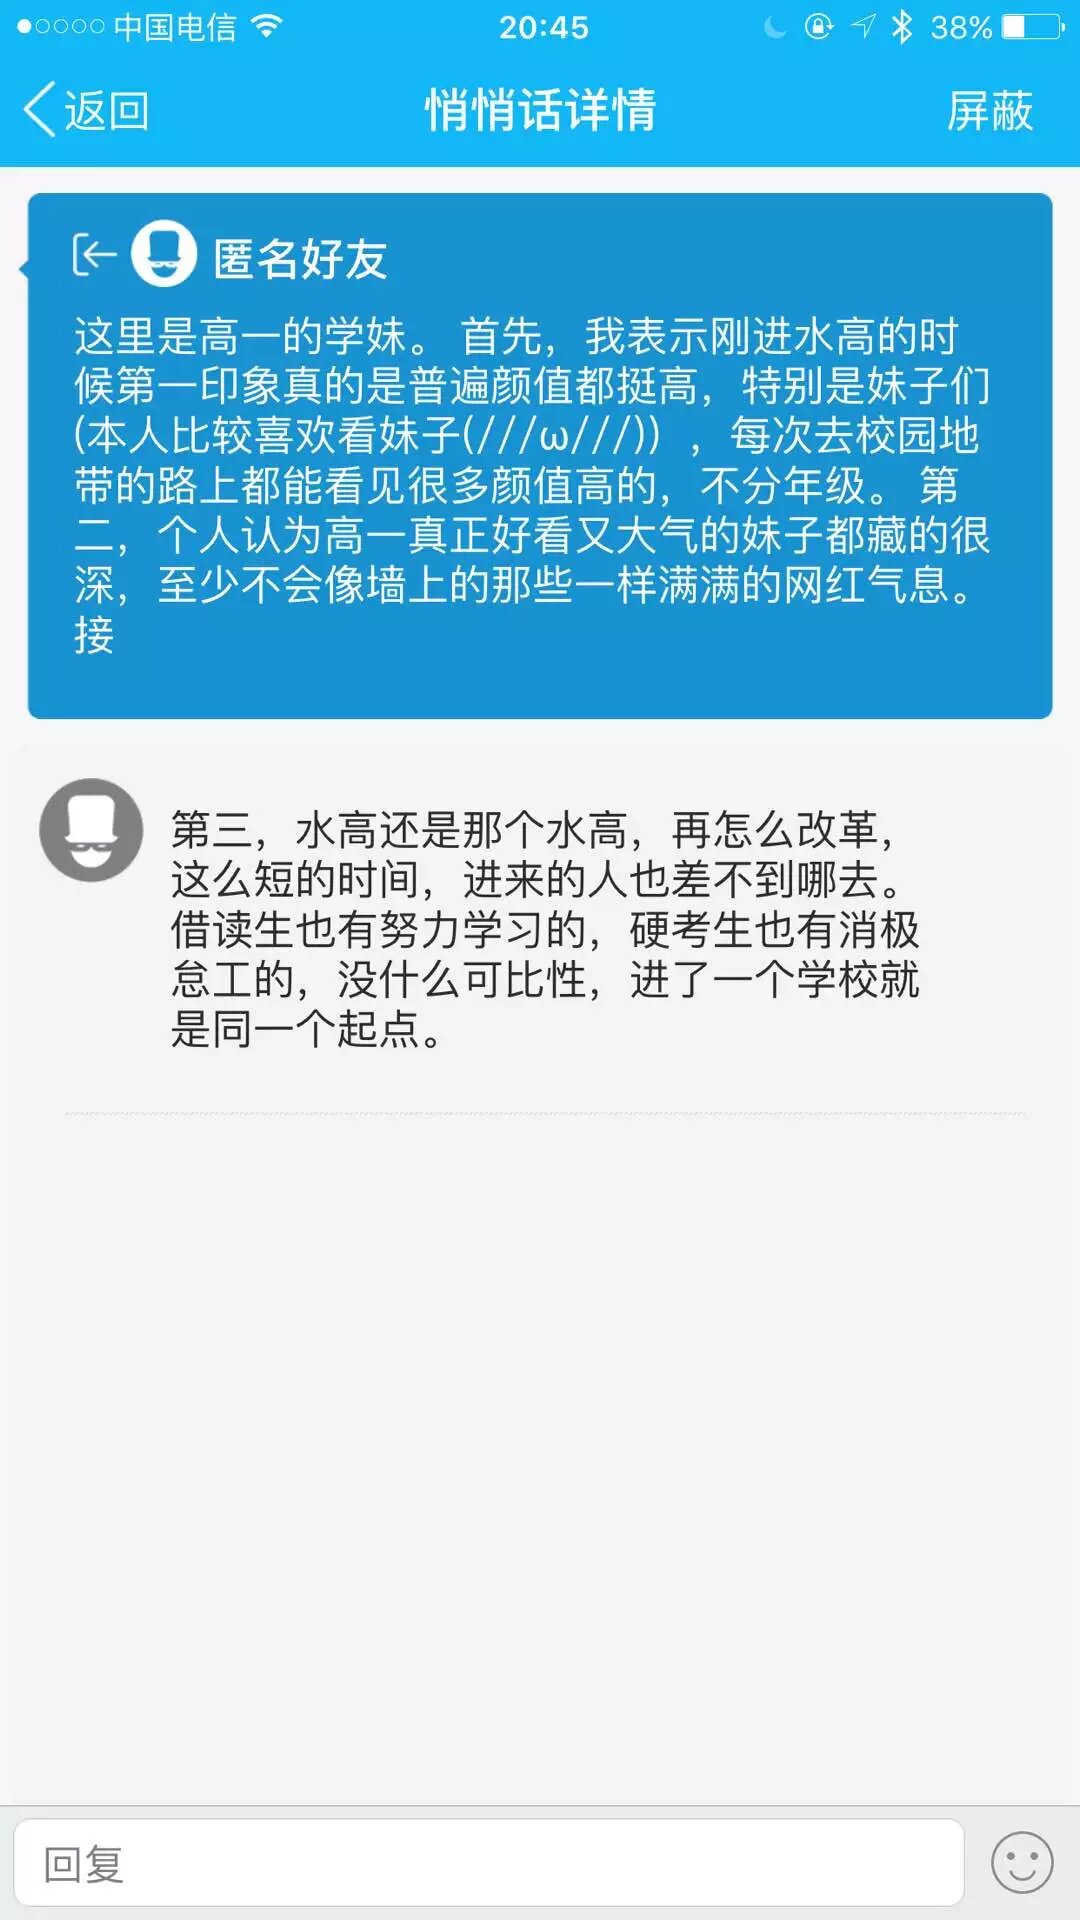 中国电信 20:45 38%
返回 悄悄话详情 屏蔽
匿名好友
这里是高一的学妹。 首先，我表示刚进水高的时
候第一印象真的是普遍颜值都挺高，特别是妹子们
(本人比较喜欢看妹子(///ω///)) ，每次去校园地
带的路上都能看见很多颜值高的，不分年级。 第
二，个人认为高一真正好看又大气的妹子都藏的很
深，至少不会像墙上的那些一样满满的网红气息。
接
第三，水高还是那个水高，再怎么改革，
这么短的时间，进来的人也差不到哪去。
借读生也有努力学习的，硬考生也有消极
怠工的，没什么可比性，进了一个学校就
是同一个起点。
回复